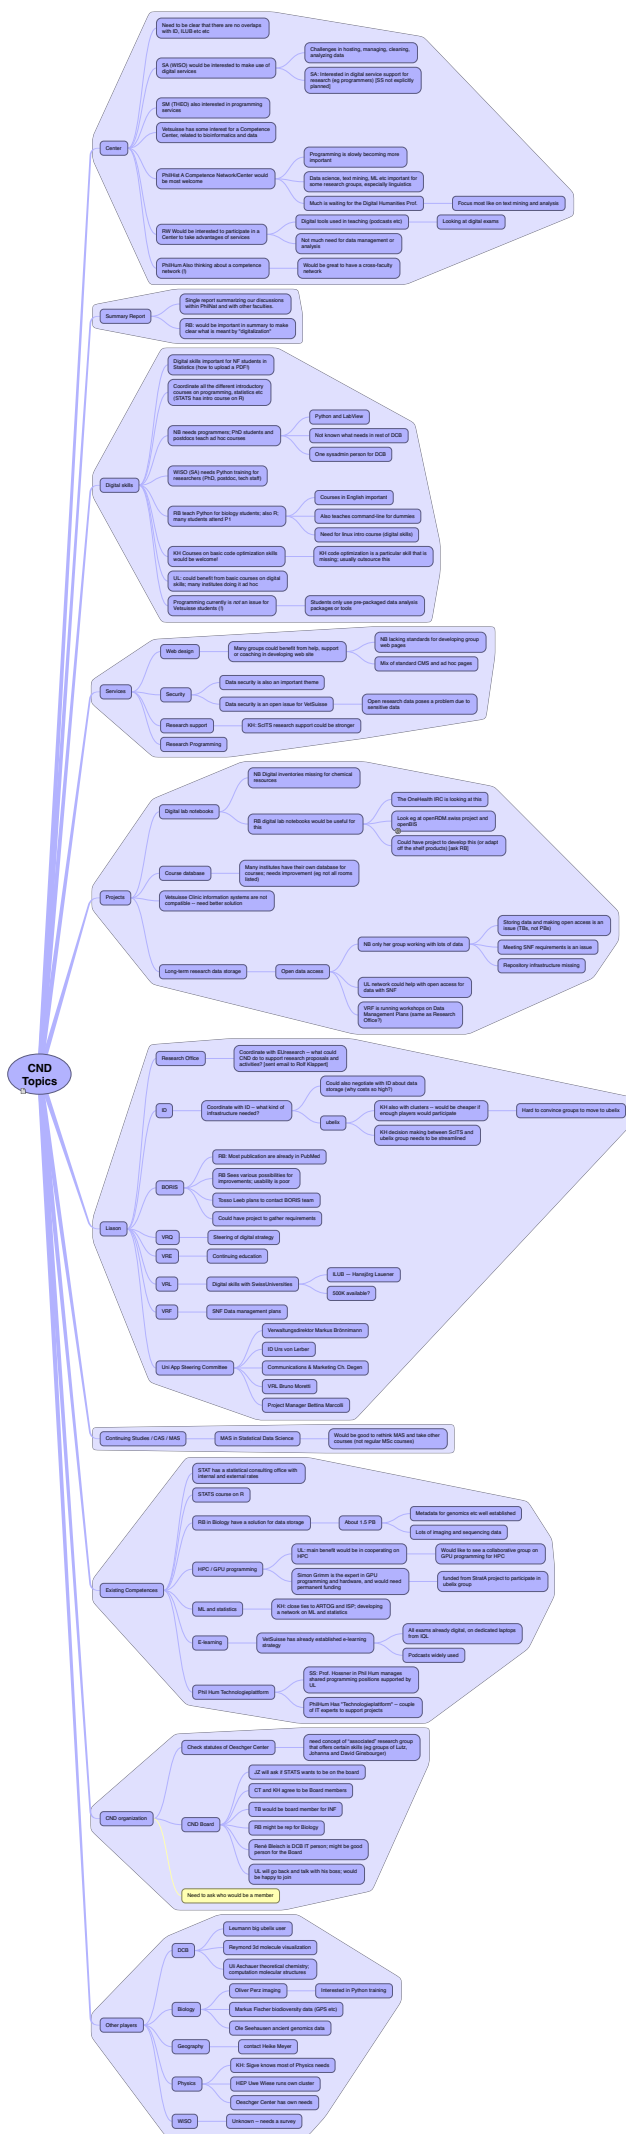 Need to be clear that there are no overlaps
with ID, ILUB etc etc
Challenges in hosting, managing, cleaning,
analyzing data
SA (WISO) would be interested to make use of
digital services
SA: Interested in digital service support for
research (eg programmers) [SS not explicitly
planned]
SM (THEO) also interested in programming
services
Vetsuisse has some interest for a Competence
Center, related to bioinformatics and data
Center
Programming is slowly becoming more
important
PhilHist A Competence Network/Center would
be most welcome
Data science, text mining, ML etc important for
some research groups, especially linguistics
Much is waiting for the Digital Humanities Prof.
Focus most like on text mining and analysis
RW Would be interested to participate in a
Center to take advantages of services
Digital tools used in teaching (podcasts etc)
Looking at digital exams
Not much need for data management or
analysis
PhilHum Also thinking about a competence
network (!)
Would be great to have a cross-faculty
network
Summary Report
Single report summarizing our discussions
within PhilNat and with other faculties.
RB: would be important in summary to make
clear what is meant by "digitalization"
Digital skills important for NF students in
Statistics (how to upload a PDF!)
Coordinate all the different introductory
courses on programming, statistics etc
(STATS has intro course on R)
NB needs programmers; PhD students and
postdocs teach ad hoc courses
Python and LabView
Not known what needs in rest of DCB
One sysadmin person for DCB
Digital skills
WISO (SA) needs Python training for
researchers (PhD, postdoc, tech staff)
RB teach Python for biology students; also R;
many students attend P1
Courses in English important
Also teaches command-line for dummies
Need for linux intro course (digital skills)
KH Courses on basic code optimization skills
would be welcome!
KH code optimization is a particular skill that is
missing; usually outsource this
UL: could benefit from basic courses on digital
skills; many institutes doing it ad hoc
Programming currently is not an issue for
Vetsuisse students (!)
Students only use pre-packaged data analysis
packages or tools
Services
Web design
Many groups could benefit from help, support
or coaching in developing web site
NB lacking standards for developing group
web pages
Mix of standard CMS and ad hoc pages
Security
Data security is also an important theme
Data security is an open issue for VetSuisse
Open research data poses a problem due to
sensitive data
Research support
KH: ScITS research support could be stronger
Research Programming
Projects
Digital lab notebooks
NB Digital inventories missing for chemical
resources
RB digital lab notebooks would be useful for
this
The OneHealth IRC is looking at this
Look eg at openRDM.swiss project and
openBIS
Could have project to develop this (or adapt
off the shelf products) [ask RB]
Course database
Many institutes have their own database for
courses; needs improvement (eg not all rooms
listed)
Vetsuisse Clinic information systems are not
compatible -- need better solution
Long-term research data storage
Open data access
NB only her group working with lots of data
Storing data and making open access is an
issue (TBs, not PBs)
Meeting SNF requirements is an issue
Repository infrastructure missing
UL network could help with open access for
data with SNF
VRF is running workshops on Data
Management Plans (same as Research
Office?)
CND
Topics
Liason
Research Office
Coordinate with EUresearch -- what could
CND do to support research proposals and
activities? [sent email to Rolf Klappert]
ID
Coordinate with ID -- what kind of
infrastructure needed?
Could also negotiate with ID about data
storage (why costs so high?)
ubelix
KH also with clusters -- would be cheaper if
enough players would participate
Hard to convince groups to move to ubelix
KH decision making between ScITS and
ubelix group needs to be streamlined
BORIS
RB: Most publication are already in PubMed
RB Sees various possibilities for
improvements; usability is poor
Tosso Leeb plans to contact BORIS team
Could have project to gather requirements
VRQ
Steering of digital strategy
VRE
Continuing education
VRL
Digital skills with SwissUniversities
ILUB -- Hansjörg Lauener
500K available?
VRF
SNF Data management plans
Uni App Steering Committee
Verwaltungsdirektor Markus Brönnimann
ID Urs von Lerber
Communications & Marketing Ch. Degen
VRL Bruno Moretti
Project Manager Bettina Marcolli
Continuing Studies / CAS / MAS
MAS in Statistical Data Science
Would be good to rethink MAS and take other
courses (not regular MSc courses)
Existing Competences
STAT has a statistical consulting office with
internal and external rates
STATS course on R
RB in Biology have a solution for data storage
About 1.5 PB
Metadata for genomics etc well established
Lots of imaging and sequencing data
HPC / GPU programming
UL: main benefit would be in cooperating on
HPC
Would like to see a collaborative group on
GPU programming for HPC
Simon Grimm is the expert in GPU
programming and hardware, and would need
permanent funding
funded from StratA project to participate in
ubelix group
ML and statistics
KH: close ties to ARTOG and ISP; developing
a network on ML and statistics
E-learning
VetSuisse has already established e-learning
strategy
All exams already digital, on dedicated laptops
from IQL
Podcasts widely used
Phil Hum Technologieplattform
SS: Prof. Hossner in Phil Hum manages
shared programming positions supported by
UL
PhilHum Has "Technologieplattform" -- couple
of IT experts to support projects
CND organization
Check statutes of Oeschger Center
need concept of "associated" research group
that offers certain skills (eg groups of Lutz,
Johanna and David Ginsbourger)
CND Board
JZ will ask if STATS wants to be on the board
CT and KH agree to be Board members
TB would be board member for INF
RB might be rep for Biology
René Bleisch is DCB IT person; might be good
person for the Board
UL will go back and talk with his boss; would
be happy to join
Need to ask who would be a member
Other players
DCB
Leumann big ubelix user
Reymond 3d molecule visualization
Uli Aschauer theoretical chemistry;
computation molecular structures
Biology
Oliver Perz imaging
Interested in Python training
Markus Fischer biodioversity data (GPS etc)
Ole Seehausen ancient genomics data
Geography
contact Heike Meyer
Physics
KH: Sigve knows most of Physics needs
HEP Uwe Wiese runs own cluster
Oeschger Center has own needs
WISO
Unknown -- needs a survey